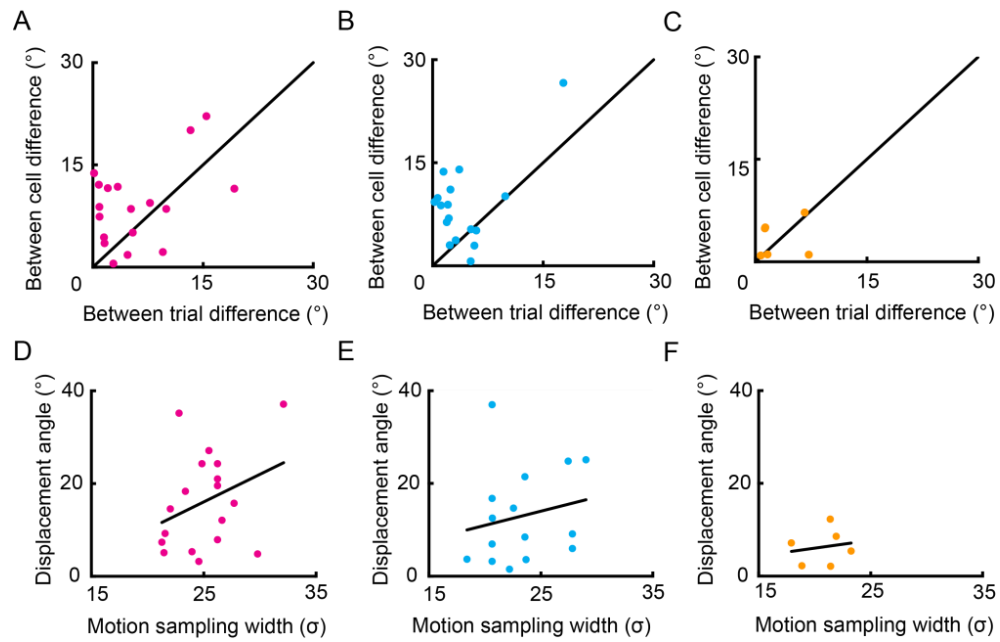 A
Between cell difference (°)
30
15
0
15
30
Between trial difference (°)
B
Between cell difference (°)
30
15
0
15
30
Between trial difference (°)
C
Between cell difference (°)
30
15
0
15
30
Between trial difference (°)
D
Displacement angle (°)
40
20
0
15
25
35
Motion sampling width (σ)
E
Displacement angle (°)
40
20
0
15
25
35
Motion sampling width (σ)
F
Displacement angle (°)
40
20
0
15
25
35
Motion sampling width (σ)